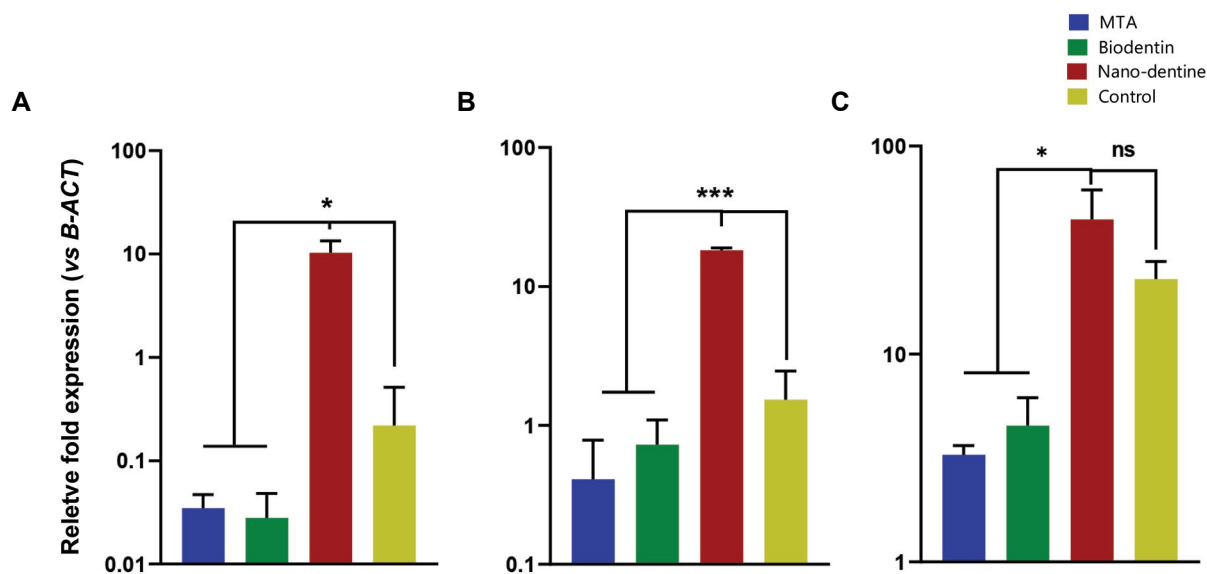 MTA
Biodentin
Nano-dentine
Control
A
B
C
Reletve fold expression (vs B-ACT)
100
10
1
0.1
0.01
*
100
10
1
0.1
***
100
10
1
*
ns